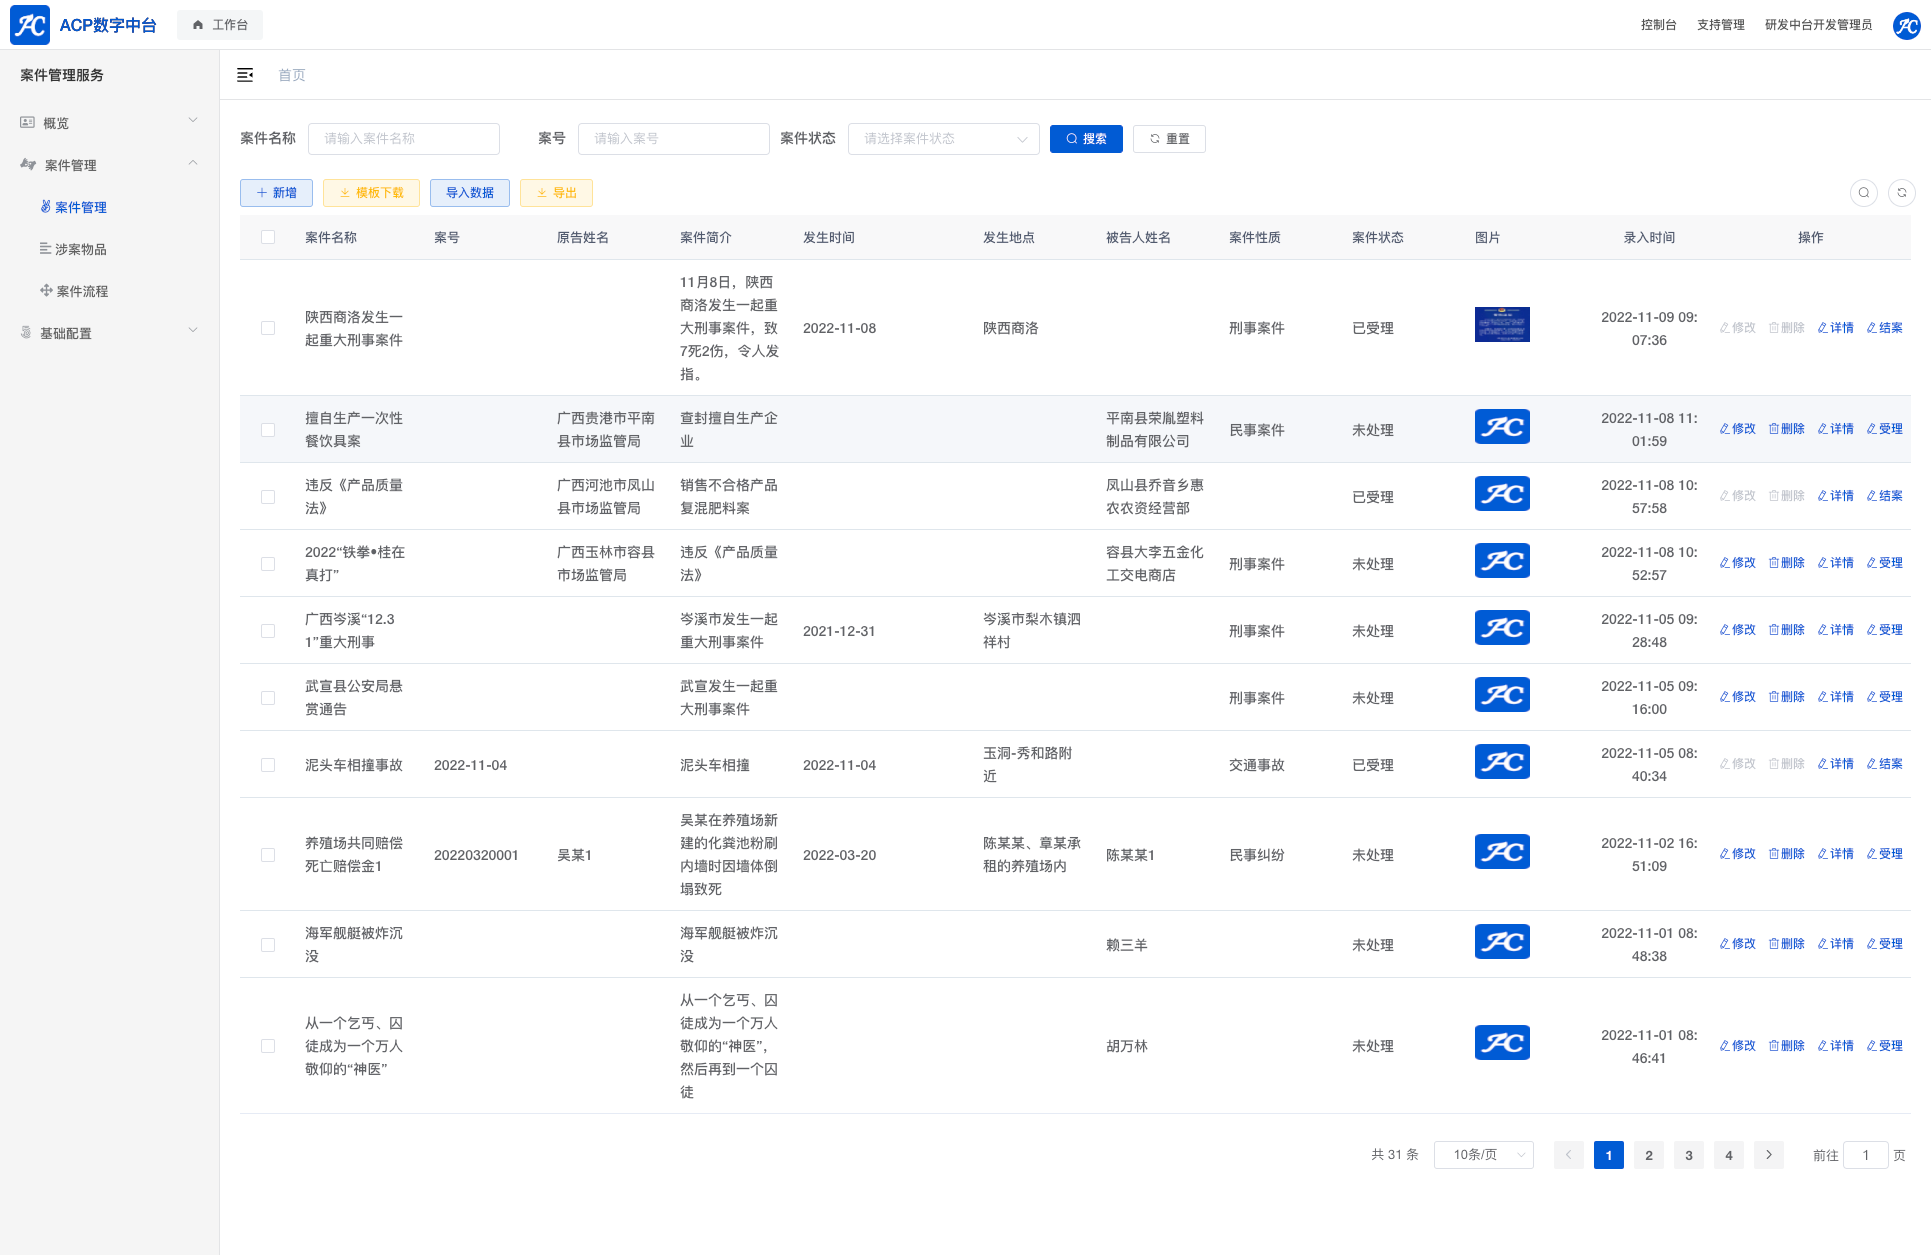 ACP数字中台
工作台
控制台
支持管理
研发中台开发管理员
案件管理服务
概览
案件管理
案件管理
涉案物品
案件流程
基础配置
首页
案件名称 请输入案件名称 案号 请输入案号 案件状态 请选择案件状态 搜索 重置
新增 模板下载 导入数据 导出
案件名称 案号 原告姓名 案件简介 发生时间 发生地点 被告人姓名 案件性质 案件状态 图片 录入时间 操作
陕西商洛发生一
起重大刑事案件
11月8日，陕西
商洛发生一起重
大刑事案件，致
7死2伤，令人发
指。
2022-11-08
陕西商洛
刑事案件
已受理
2022-11-09 09:
07:36
修改 删除 详情 结案
擅自生产一次性
餐饮具案
广西贵港市平南
县市场监管局
查封擅自生产企
业
平南县荣胤塑料
制品有限公司
民事案件
未处理
2022-11-08 11:
01:59
修改 删除 详情 受理
违反《产品质量
法》
广西河池市凤山
县市场监管局
销售不合格产品
复混肥料案
凤山县乔音乡惠
农农资经营部
已受理
2022-11-08 10:
57:58
修改 删除 详情 结案
2022“铁拳•桂在
真打”
广西玉林市容县
市场监管局
违反《产品质量
法》
容县大李五金化
工交电商店
刑事案件
未处理
2022-11-08 10:
52:57
修改 删除 详情 受理
广西岑溪“12.3
1”重大刑事
岑溪市发生一起
重大刑事案件
2021-12-31
岑溪市梨木镇泗
祥村
刑事案件
未处理
2022-11-05 09:
28:48
修改 删除 详情 受理
武宣县公安局悬
赏通告
武宣发生一起重
大刑事案件
刑事案件
未处理
2022-11-05 09:
16:00
修改 删除 详情 受理
泥头车相撞事故
2022-11-04
泥头车相撞
2022-11-04
玉洞-秀和路附
近
交通事故
已受理
2022-11-05 08:
40:34
修改 删除 详情 结案
养殖场共同赔偿
死亡赔偿金1
20220320001
吴某1
吴某在养殖场新
建的化粪池粉刷
内墙时因墙体倒
塌致死
2022-03-20
陈某某、章某承
租的养殖场内
陈某某1
民事纠纷
未处理
2022-11-02 16:
51:09
修改 删除 详情 受理
海军舰艇被炸沉
没
海军舰艇被炸沉
没
赖三羊
未处理
2022-11-01 08:
48:38
修改 删除 详情 受理
从一个乞丐、囚
徒成为一个万人
敬仰的“神医”
从一个乞丐、囚
徒成为一个万人
敬仰的“神医”，
然后再到一个囚
徒
胡万林
未处理
2022-11-01 08:
46:41
修改 删除 详情 受理
共 31 条 10条/页 1 2 3 4 前往 1 页